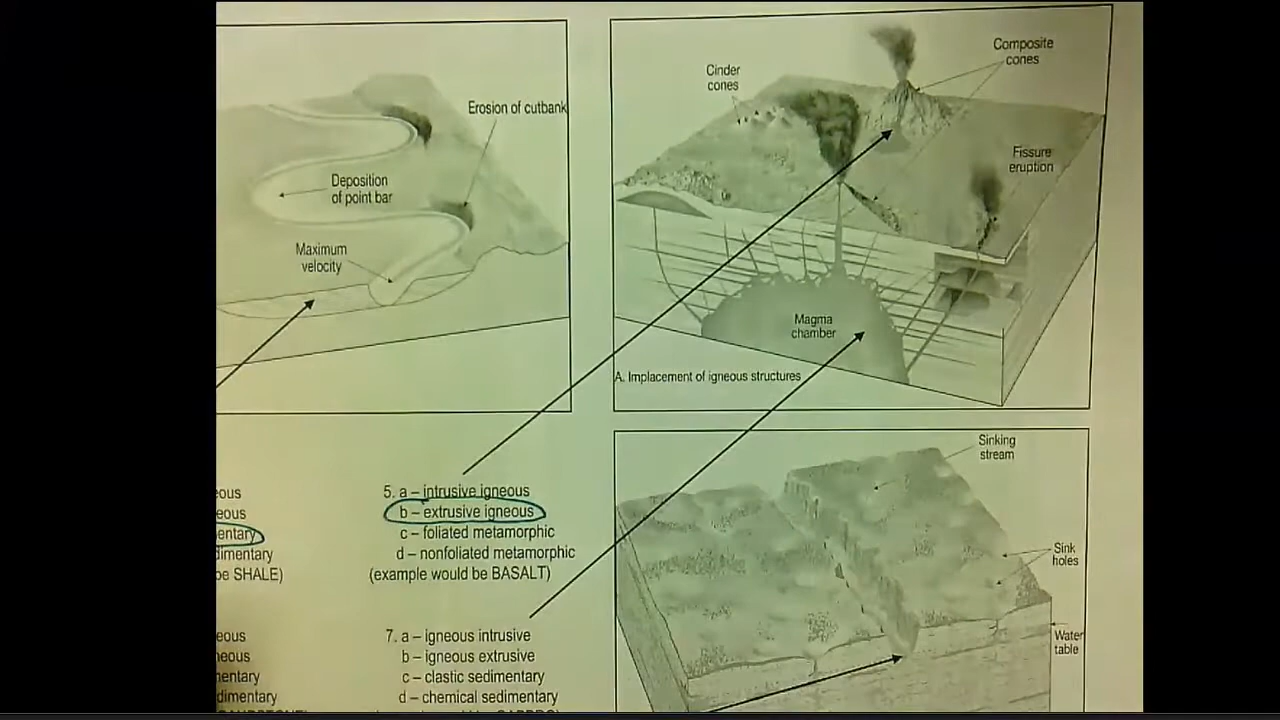 Erosion of cutbank
Deposition
of point bar
Maximum
velocity
Cinder
cones
Composite
cones
Fissure
eruption
Magma
chamber
A. Implacement of igneous structures
eous
eous
entary
dimentary
be SHALE)
5. a – intrusive igneous
b – extrusive igneous
c – foliated metamorphic
d – nonfoliated metamorphic
(example would be BASALT)
eous
neous
nentary
dimentary
7. a – igneous intrusive
b – igneous extrusive
c – clastic sedimentary
d – chemical sedimentary
Sinking
stream
Sink
holes
Water
table